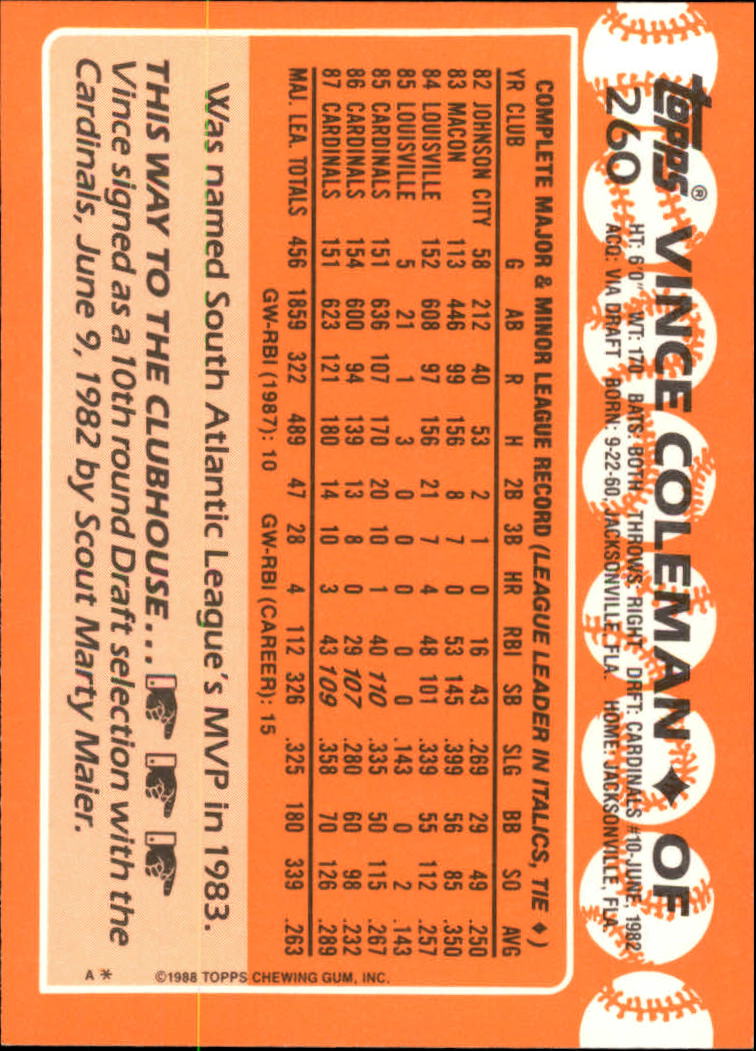 TOPPS® VINCE COLEMAN ♦ OF
260
HT: 6'0" WT: 170 BATS: BOTH THROWS: RIGHT DRFT: CARDINALS #10-JUNE, 1982
ACQ: VIA DRAFT BORN: 9-22-60, JACKSONVILLE, FLA. HOME: JACKSONVILLE, FLA.
COMPLETE MAJOR & MINOR LEAGUE RECORD (LEAGUE LEADER IN ITALICS, TIE ♦)
YR CLUB G AB R H 2B 3B HR RBI SB SLG BB SO AVG
82 JOHNSON CITY 58 212 40 53 2 1 0 16 43 .269 29 49 .250
83 MACON 113 446 99 156 8 7 0 53 145 .399 56 85 .350
84 LOUISVILLE 152 608 97 156 21 7 4 48 101 .339 55 112 .257
85 LOUISVILLE 5 21 1 3 0 0 0 0 0 .143 0 2 .143
85 CARDINALS 151 636 107 170 20 10 1 40 110 .335 50 115 .267
86 CARDINALS 154 600 94 139 13 8 0 29 107 .280 60 98 .232
87 CARDINALS 151 623 121 180 14 10 3 43 109 .358 70 126 .289
MAJ. LEA. TOTALS 456 1859 322 489 47 28 4 112 326 .325 180 339 .263
GW-RBI (1987): 10 GW-RBI (CAREER): 15
Was named South Atlantic League's MVP in 1983.
THIS WAY TO THE CLUBHOUSE...
Vince signed as a 10th round Draft selection with the
Cardinals, June 9, 1982 by Scout Marty Maier.
©1988 TOPPS CHEWING GUM, INC.
A *